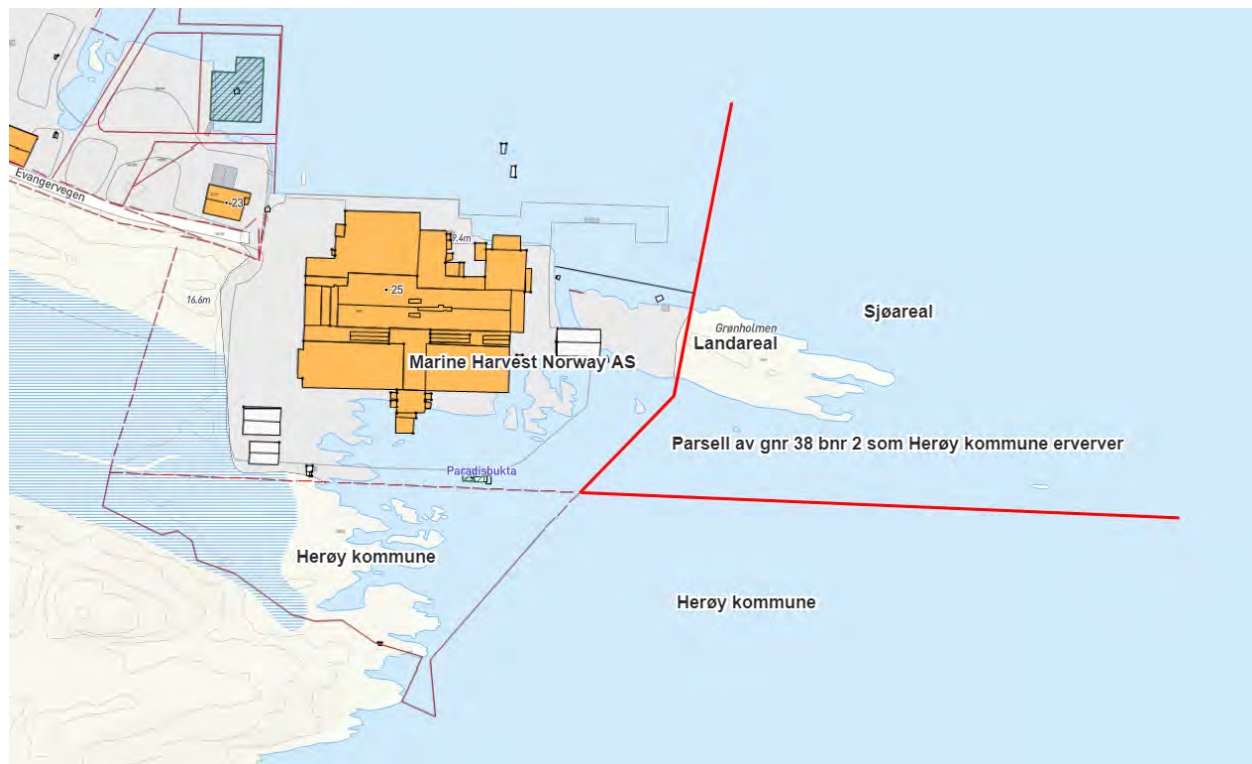 Evangervegen
23
9,4m
25
16.6m
Sjøareal
Grønholmen
Landareal
Marine Harvest Norway AS
Parsell av gnr 38 bnr 2 som Herøy kommune erverver
Paradisbukta
Herøy kommune
Herøy kommune